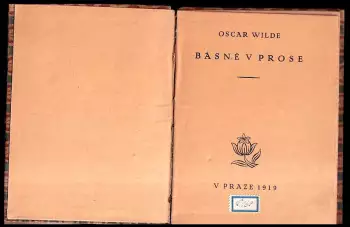 OSCAR WILDE
BÁSNĚ V PROSE
V PRAZE 1919